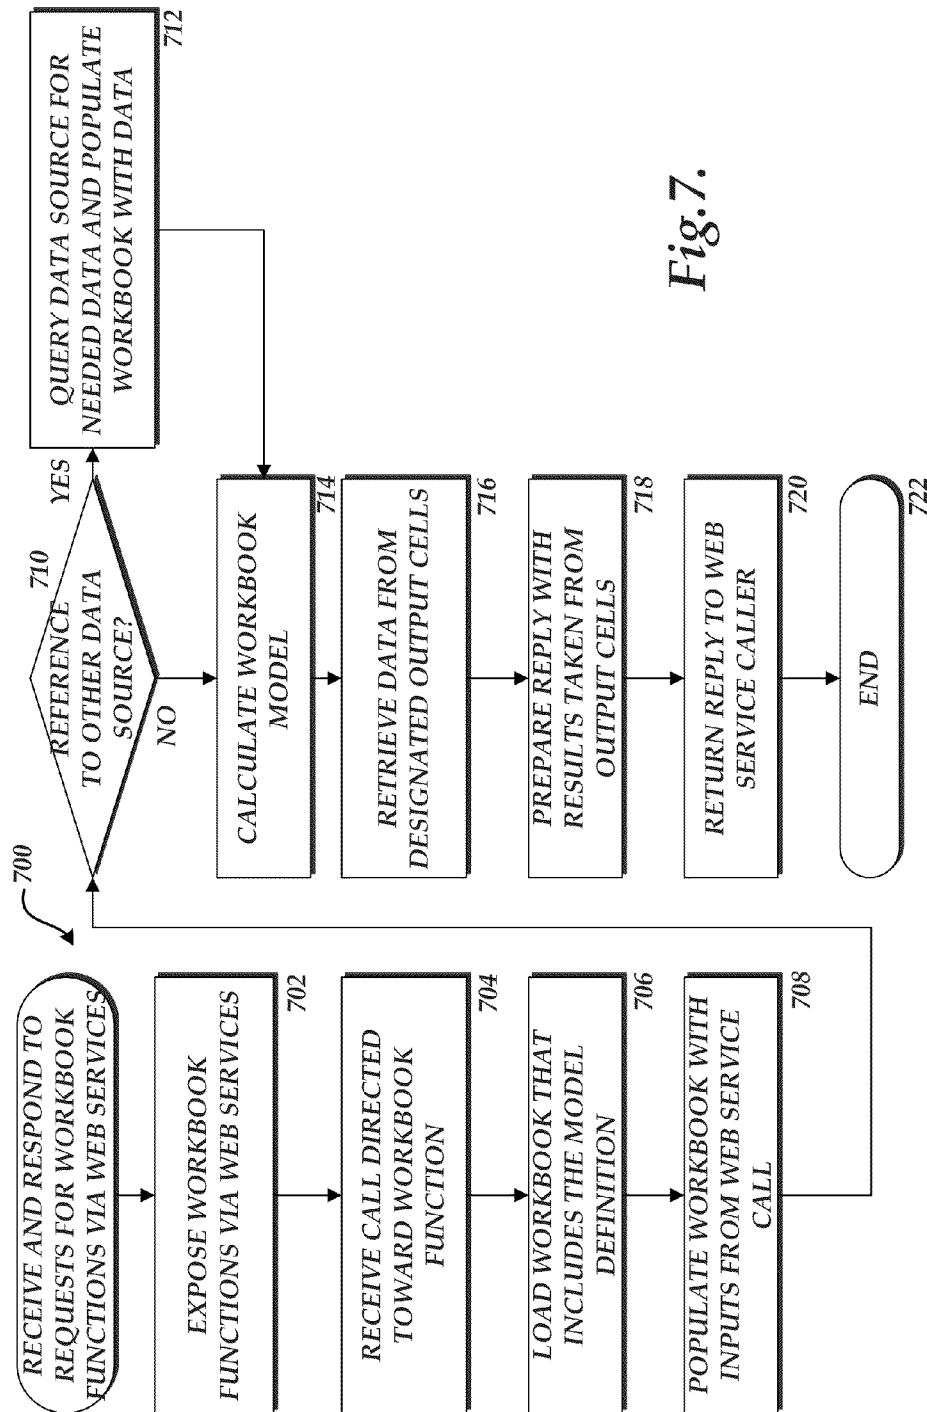 700
RECEIVE AND RESPOND TO
REQUESTS FOR WORKBOOK
FUNCTIONS VIA WEB SERVICES
EXPOSE WORKBOOK
FUNCTIONS VIA WEB SERVICES
702
RECEIVE CALL DIRECTED
TOWARD WORKBOOK
FUNCTION
704
LOAD WORKBOOK THAT
INCLUDES THE MODEL
DEFINITION
706
POPULATE WORKBOOK WITH
INPUTS FROM WEB SERVICE
CALL
708
710
REFERENCE
TO OTHER DATA
SOURCE?
YES
NO
QUERY DATA SOURCE FOR
NEEDED DATA AND POPULATE
WORKBOOK WITH DATA
712
CALCULATE WORKBOOK
MODEL
714
RETRIEVE DATA FROM
DESIGNATED OUTPUT CELLS
716
PREPARE REPLY WITH
RESULTS TAKEN FROM
OUTPUT CELLS
718
RETURN REPLY TO WEB
SERVICE CALLER
720
END
722
Fig.7.